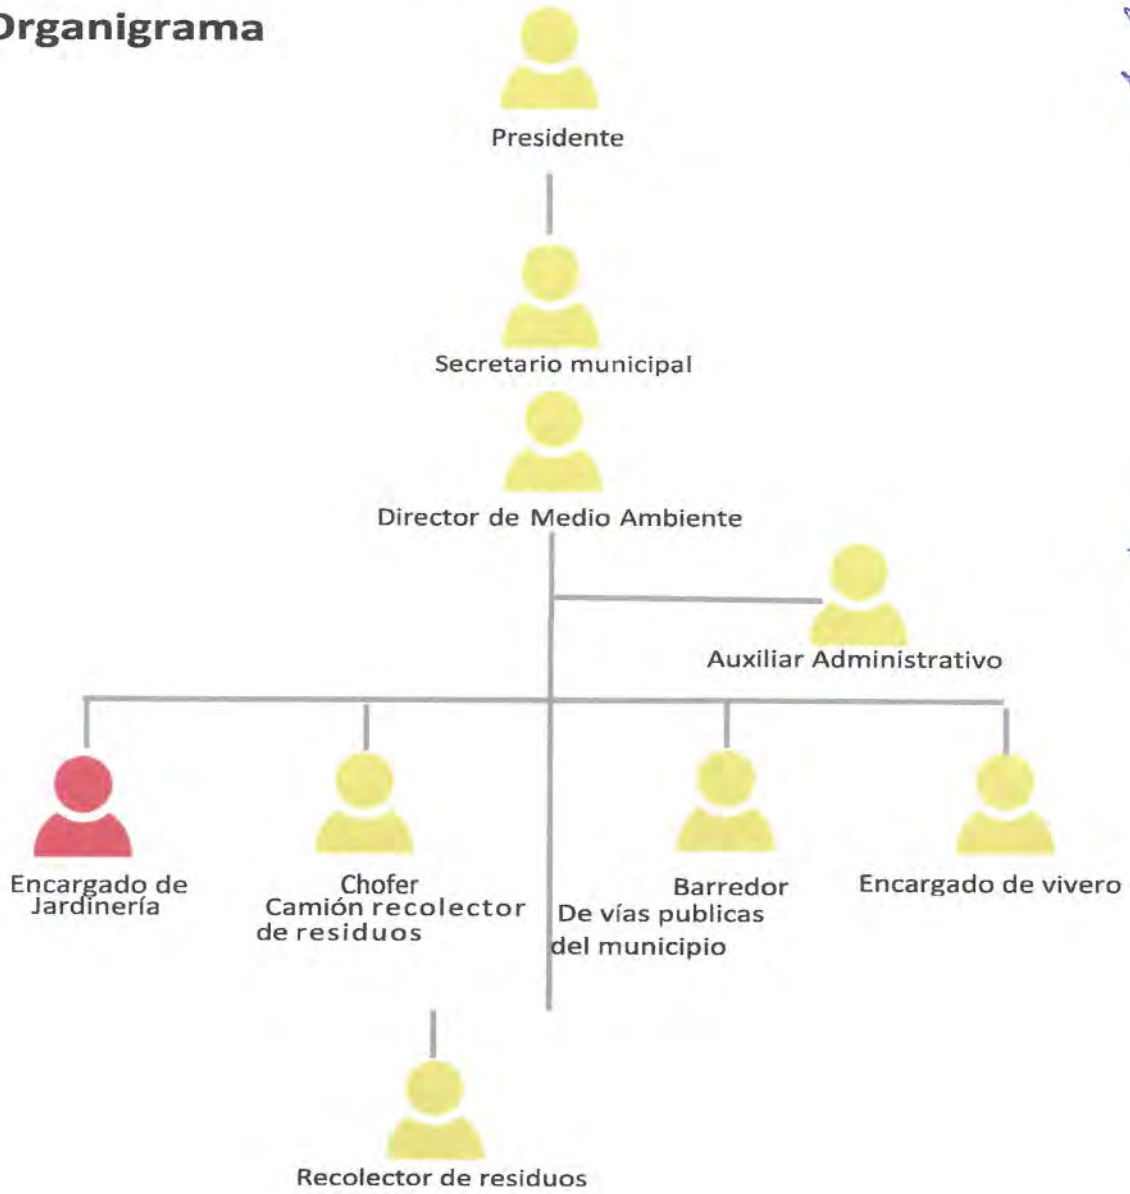 Organigrama
Presidente
Secretario municipal
Director de Medio Ambiente
Auxiliar Administrativo
Encargado de
Jardinería
Chofer
Camión recolector
de residuos
Barredor
De vías publicas
del municipio
Encargado de vivero
Recolector de residuos